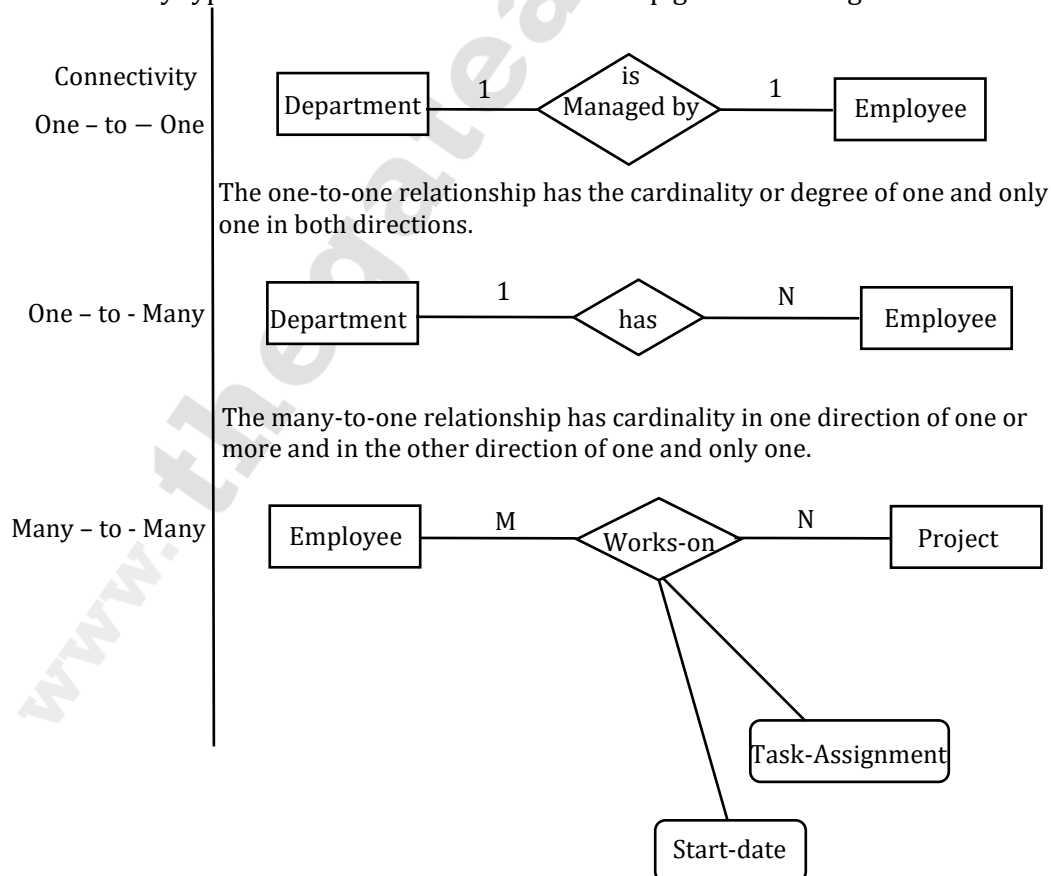 Connectivity
One – to — One
Department
1
is
Managed by
1
Employee
The one-to-one relationship has the cardinality or degree of one and only
one in both directions.
One – to - Many
Department
1
has
N
Employee
The many-to-one relationship has cardinality in one direction of one or
more and in the other direction of one and only one.
Many – to - Many
Employee
M
Works-on
N
Project
Task-Assignment
Start-date
www. thegatea